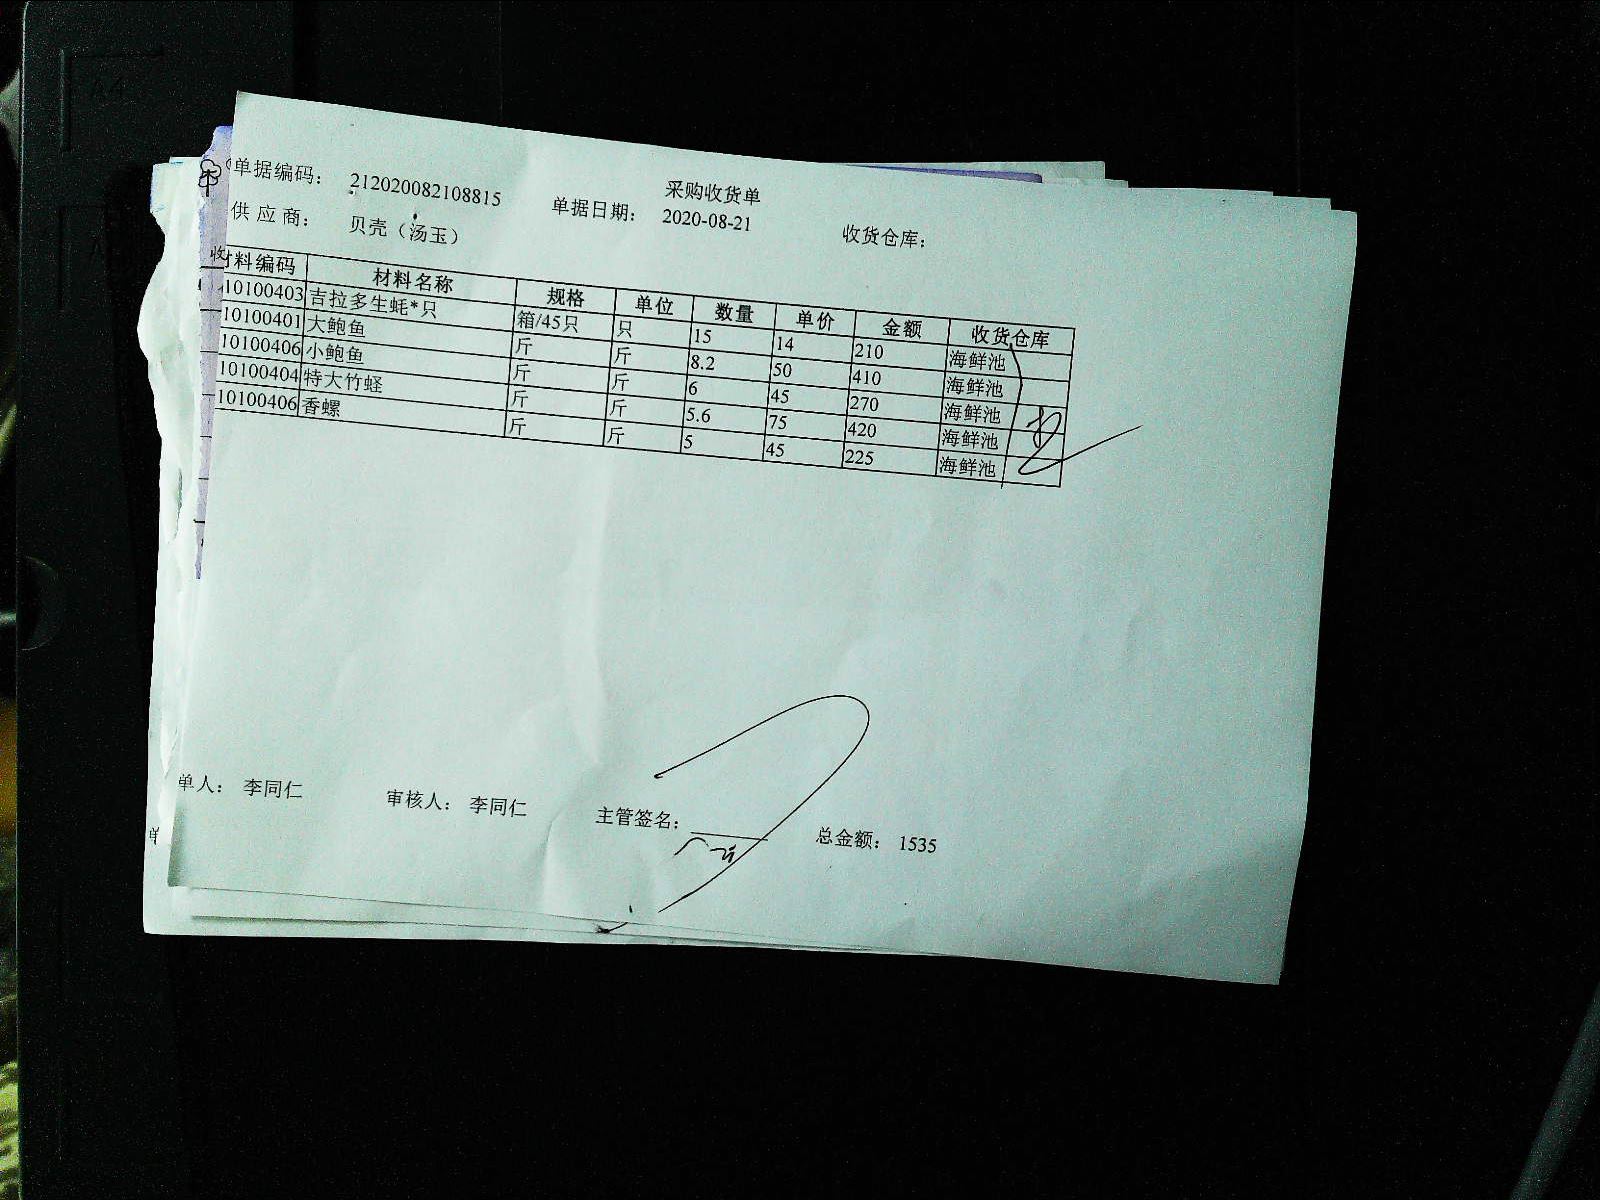 采购收货单
单据编码： 212020082108815 单据日期： 2020-08-21 收货仓库：
供应商： 贝壳（汤玉）
材料编码 材料名称 规格 单位 数量 单价 金额 收货仓库
10100403 吉拉多生蚝*只 箱/45只 只 15 14 210 海鲜池
10100401 大鲍鱼 斤 斤 8.2 50 410 海鲜池
10100406 小鲍鱼 斤 斤 6 45 270 海鲜池
10100404 特大竹蛏 斤 斤 5.6 75 420 海鲜池
10100406 香螺 斤 斤 5 45 225 海鲜池
单人： 李同仁 审核人： 李同仁 主管签名： 总金额： 1535